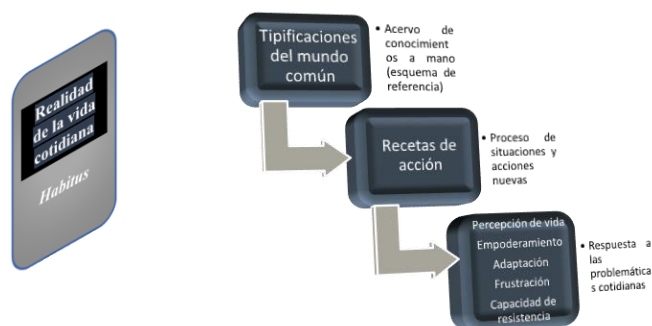 Realidad
de la vida
cotidiana
Habitus
Tipificaciones
del mundo
común
• Acervo de
conocimient
os a mano
(esquema de
referencia)
Recetas de
acción
• Proceso de
situaciones y
acciones
nuevas
Percepción de vida
Empoderamiento
Adaptación
Frustración
Capacidad de
resistencia
• Respuesta a
las
problemática
s cotidianas